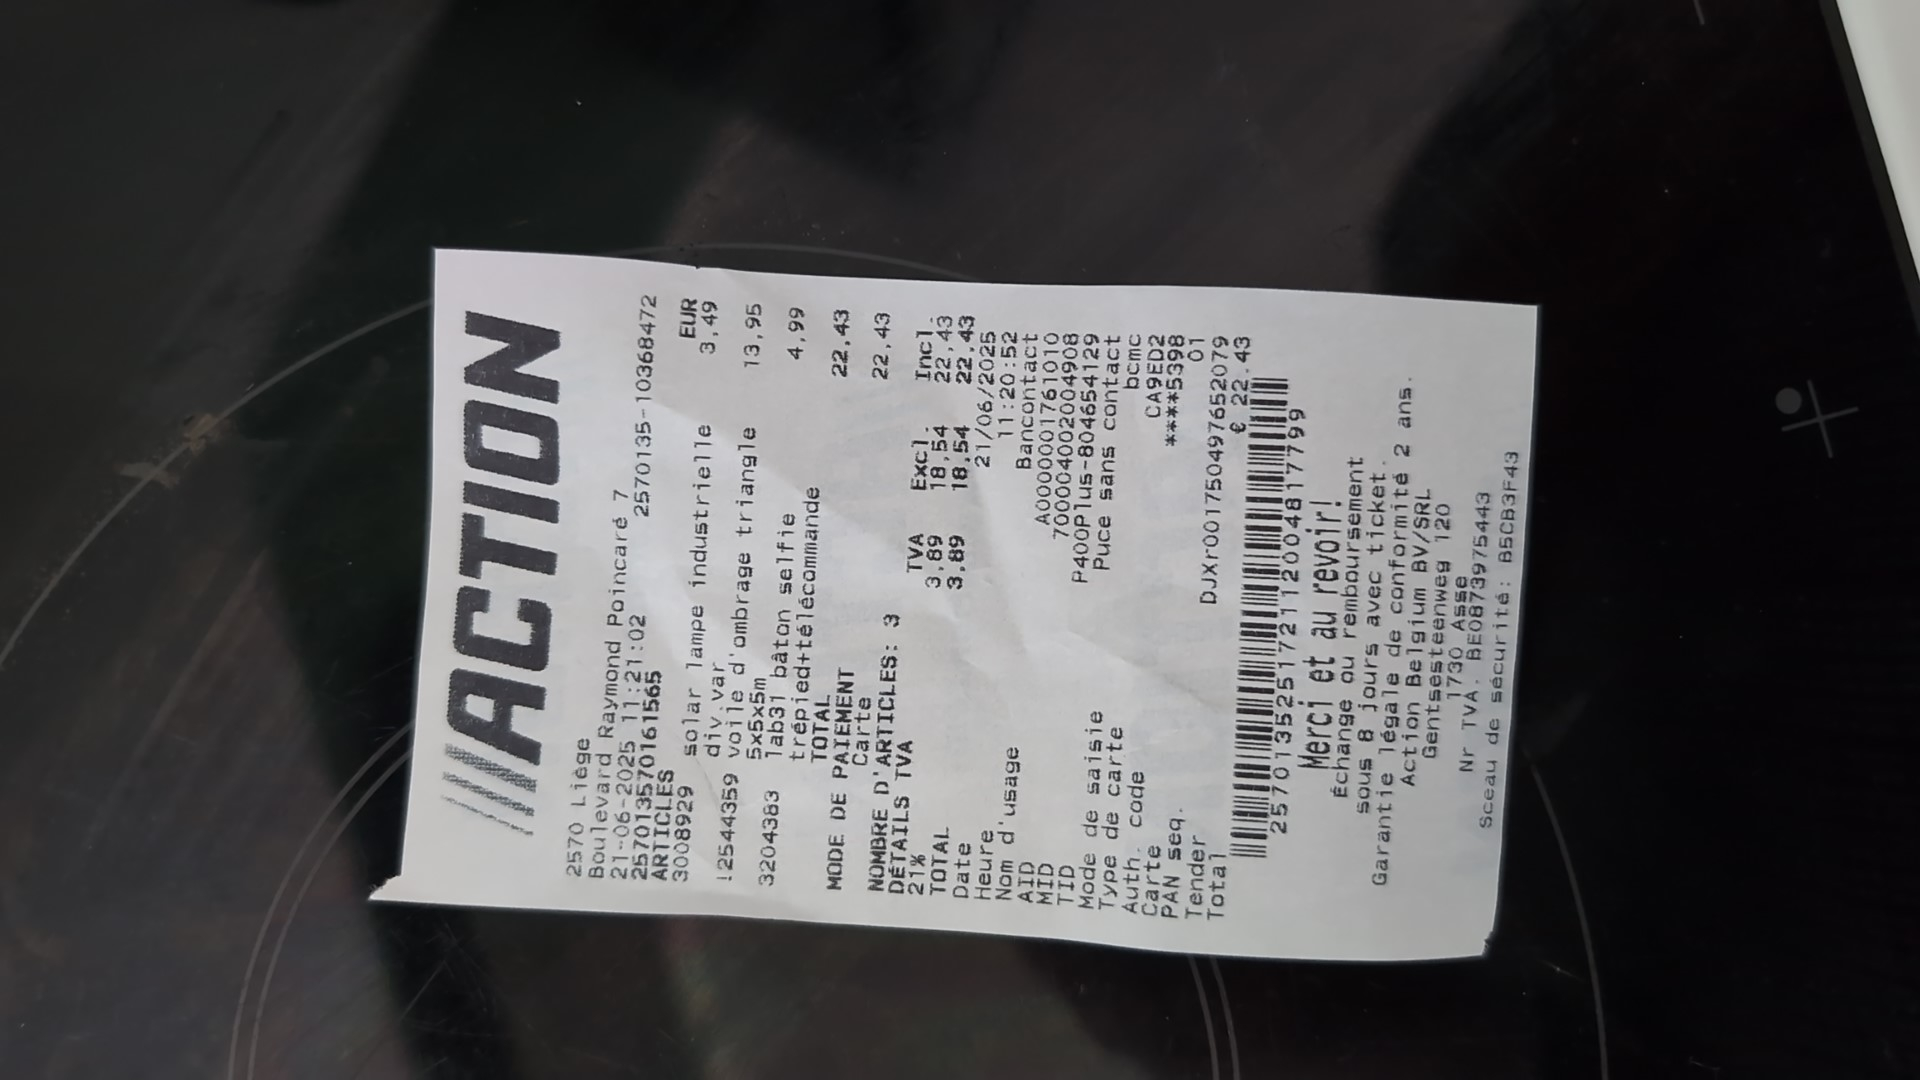 ///ACTION
2570 Liège
Boulevard Raymond Poincaré 7
21-06-2025 11:21:02 2570135-10368472
2570135570161565
ARTICLES EUR
3008929 solar lampe industrielle 3,49
div.var
!2544359 voile d'ombrage triangle 13,95
5x5x5m
3204383 lab31 bâton selfie 4,99
trépied+télécommande
TOTAL 22,43
MODE DE PAIEMENT
Carte 22,43
NOMBRE D'ARTICLES: 3
DÉTAILS TVA TVA Excl. Incl.
21% 3,89 18,54 22,43
TOTAL 3,89 18,54 22,43
Date 21/06/2025
Heure 11:20:52
Nom d'usage Bancontact
AID A0000001761010
MID 700004002004908
TID P400Plus-804654129
Mode de saisie Puce sans contact
Type de carte bcmc
Auth. code CA9ED2
Carte ****5398
PAN seq. 01
Tender DJXr001750497652079
Total € 22.43
257013525172112004817799
Merci et au revoir!
Échange ou remboursement
sous 8 jours avec ticket.
Garantie légale de conformité 2 ans.
Action Belgium BV/SRL
Gentsesteenweg 120
1730 Asse
Nr TVA. BE0873975443
Sceau de sécurité: B5CB3F43